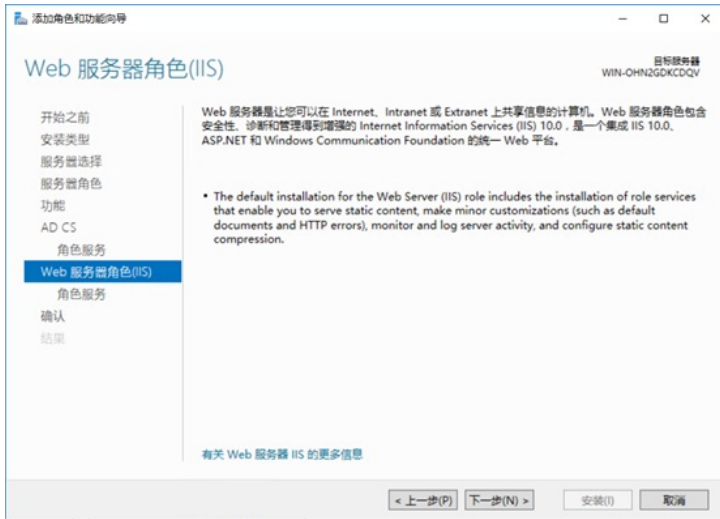 添加角色和功能向导
Web 服务器角色(IIS)
目标服务器
WIN-OHN2GDKCDQV
开始之前
安装类型
服务器选择
服务器角色
功能
AD CS
角色服务
Web 服务器角色(IIS)
角色服务
确认
结果
Web 服务器是让您可以在 Internet、Intranet 或 Extranet 上共享信息的计算机。Web 服务器角色包含
安全性、诊断和管理得到增强的 Internet Information Services (IIS) 10.0，是一个集成 IIS 10.0、
ASP.NET 和 Windows Communication Foundation 的统一 Web 平台。
• The default installation for the Web Server (IIS) role includes the installation of role services
that enable you to serve static content, make minor customizations (such as default
documents and HTTP errors), monitor and log server activity, and configure static content
compression.
有关 Web 服务器 IIS 的更多信息
< 上一步(P)
下一步(N) >
安装(I)
取消